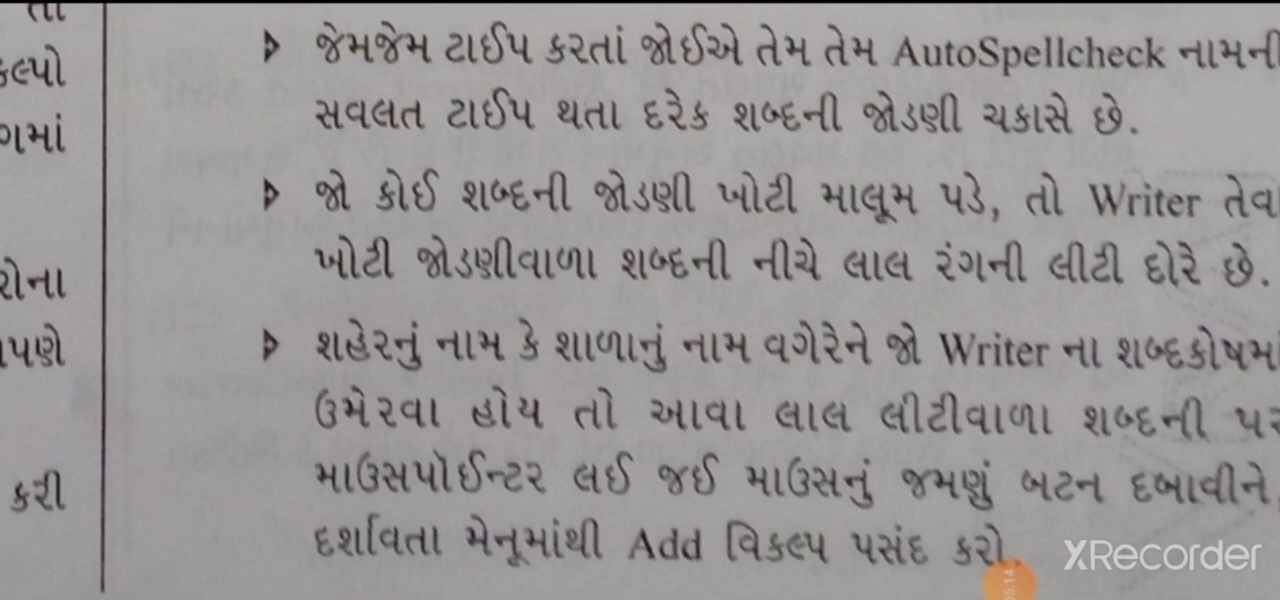 જેમજેમ ટાઈપ કરતાં જોઈએ તેમ તેમ AutoSpellcheck નામની
સવલત ટાઈપ થતા દરેક શબ્દની જોડણી ચકાસે છે.
જો કોઈ શબ્દની જોડણી ખોટી માલૂમ પડે, તો Writer તેવ
ખોટી જોડણીવાળા શબ્દની નીચે લાલ રંગની લીટી દોરે છે.
શહેરનું નામ કે શાળાનું નામ વગેરેને જો Writer ના શબ્દકોષમ
ઉમેરવા હોય તો આવા લાલ લીટીવાળા શબ્દની પર
માઉસપોઈન્ટર લઈ જઈ માઉસનું જમણું બટન દબાવીને
દર્શાવતા મેનૂમાંથી Add વિકલ્પ પસંદ કરો.
ગમાં
પણે
કરી
XRecorder